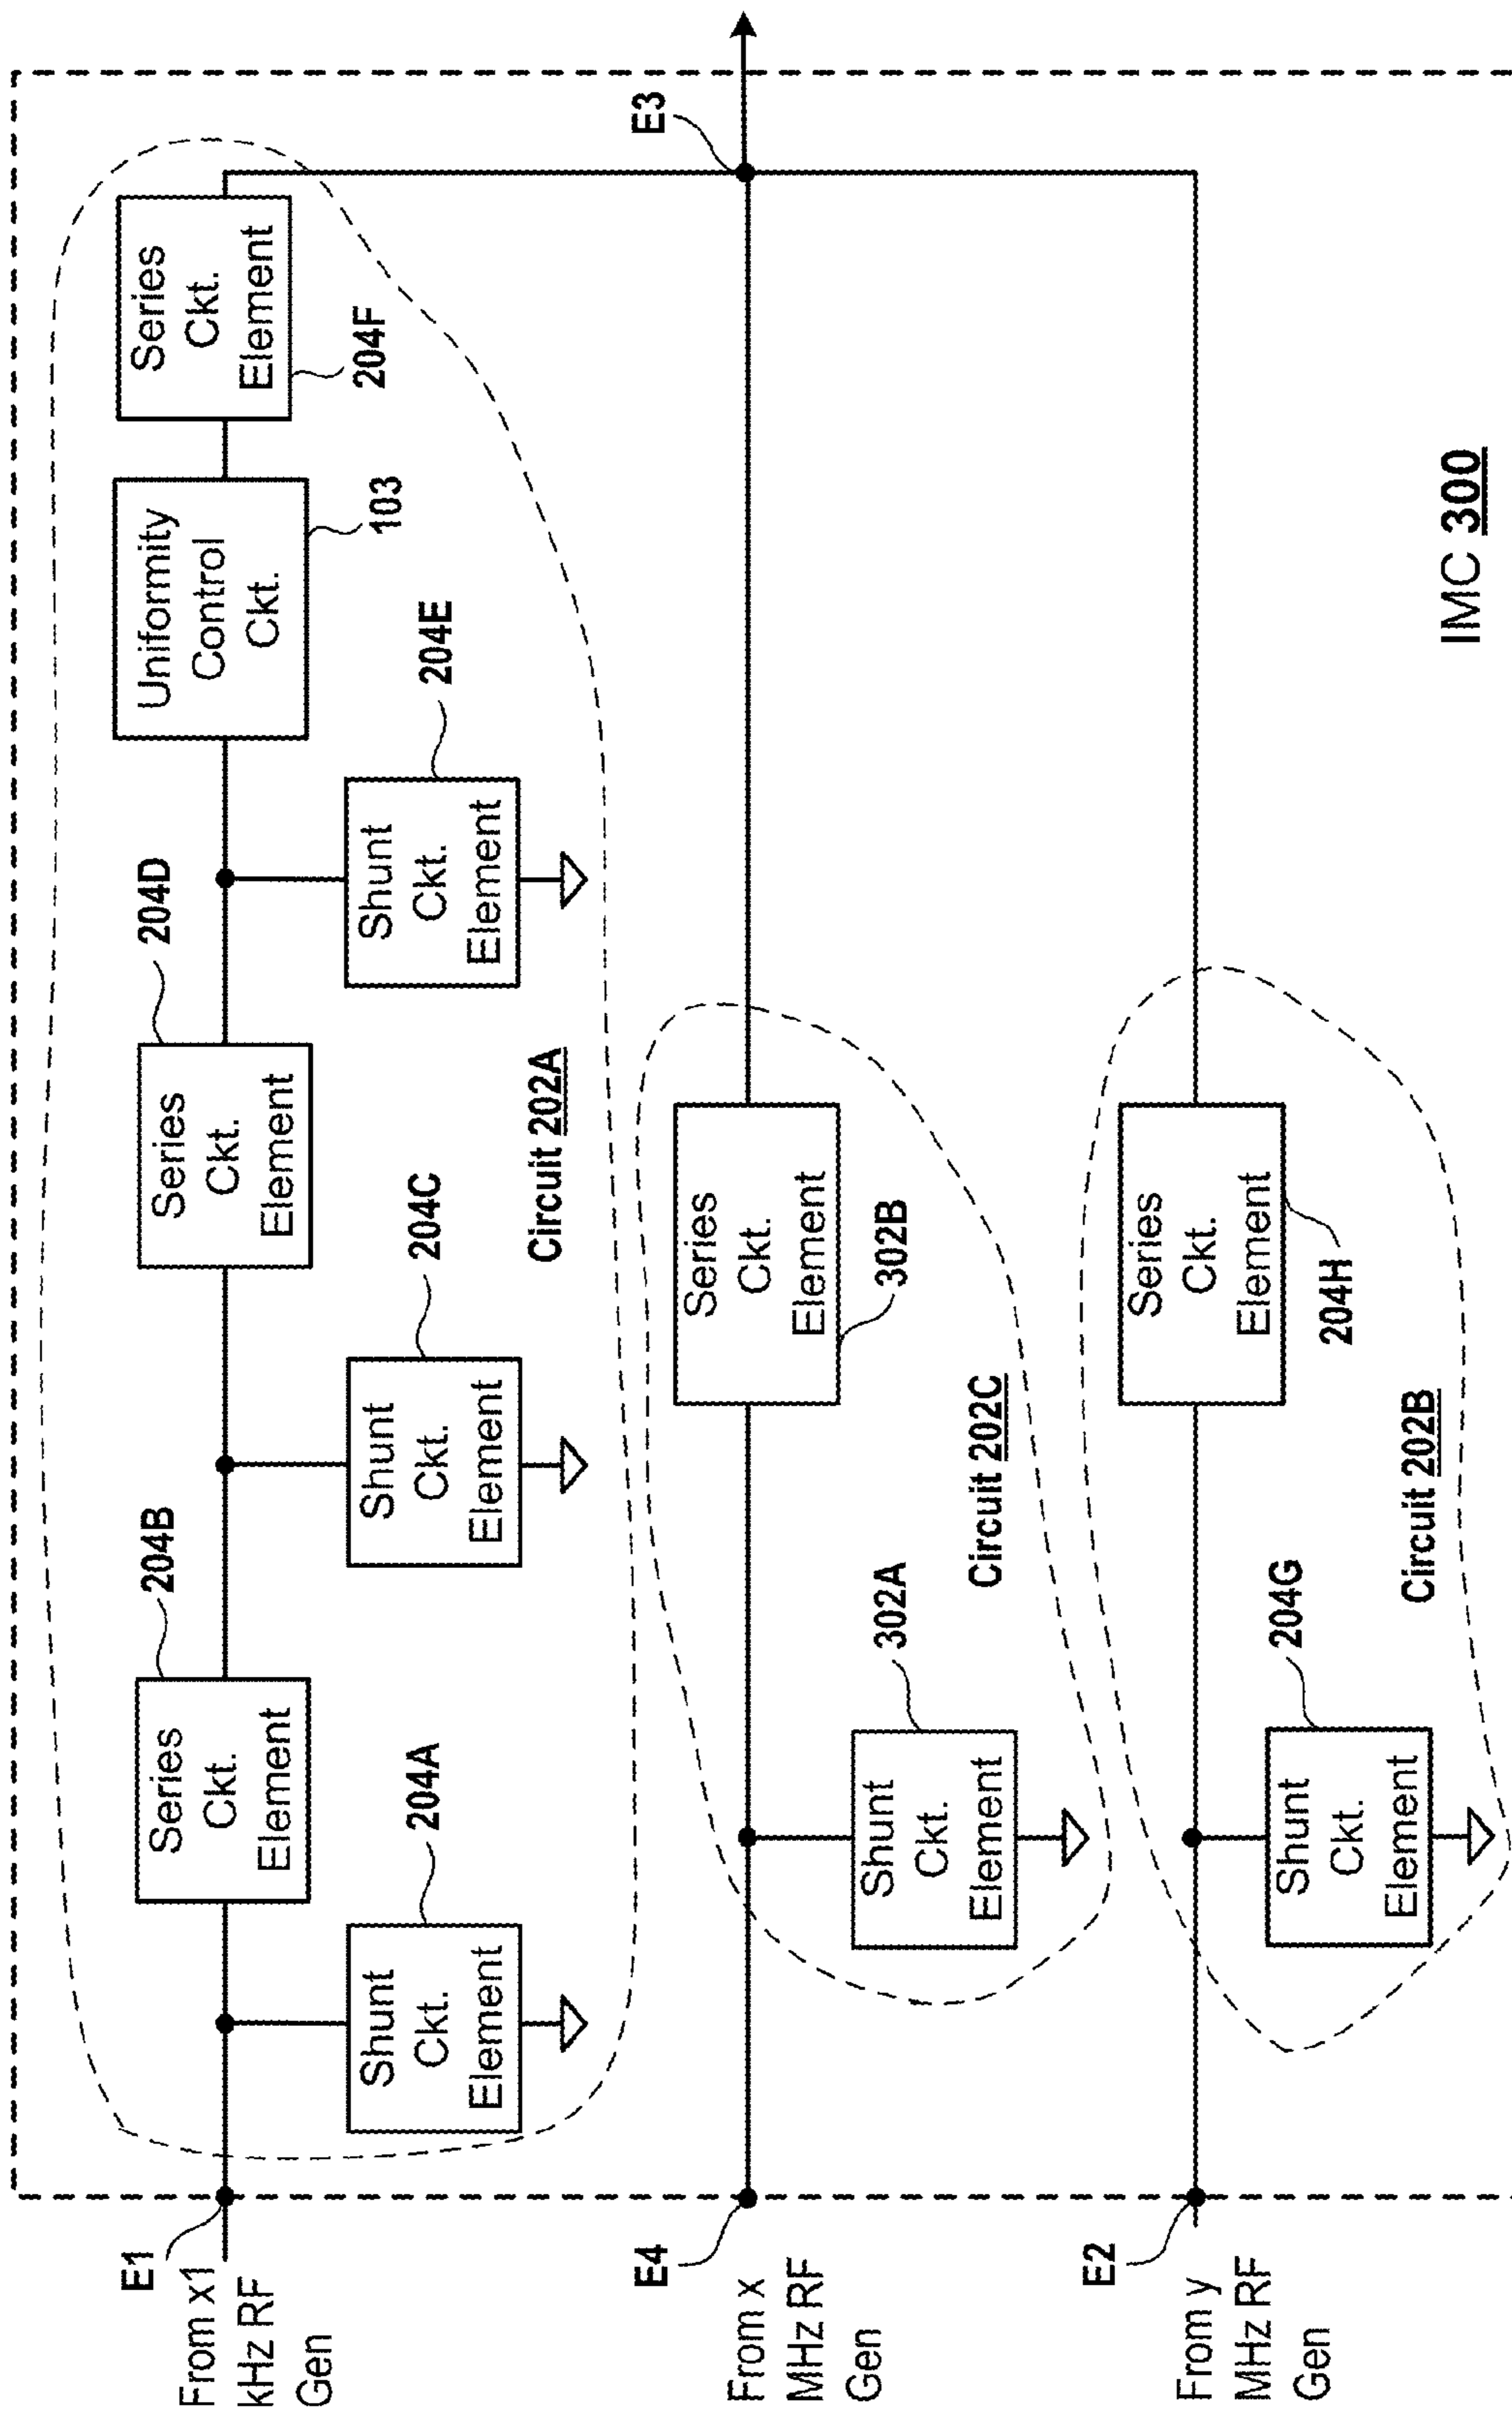 E1
From x1
kHz RF
Gen
Shunt
Ckt.
Element
204A
Series
Ckt.
Element
204B
Shunt
Ckt.
Element
204C
Series
Ckt.
Element
204D
Shunt
Ckt.
Element
204E
Uniformity
Control
Ckt.
103
Series
Ckt.
Element
204F
Circuit 202A
E3
E4
From x
MHz RF
Gen
Shunt
Ckt.
Element
302A
Series
Ckt.
Element
302B
Circuit 202C
E2
From y
MHz RF
Gen
Shunt
Ckt.
Element
204G
Series
Ckt.
Element
204H
Circuit 202B
IMC 300